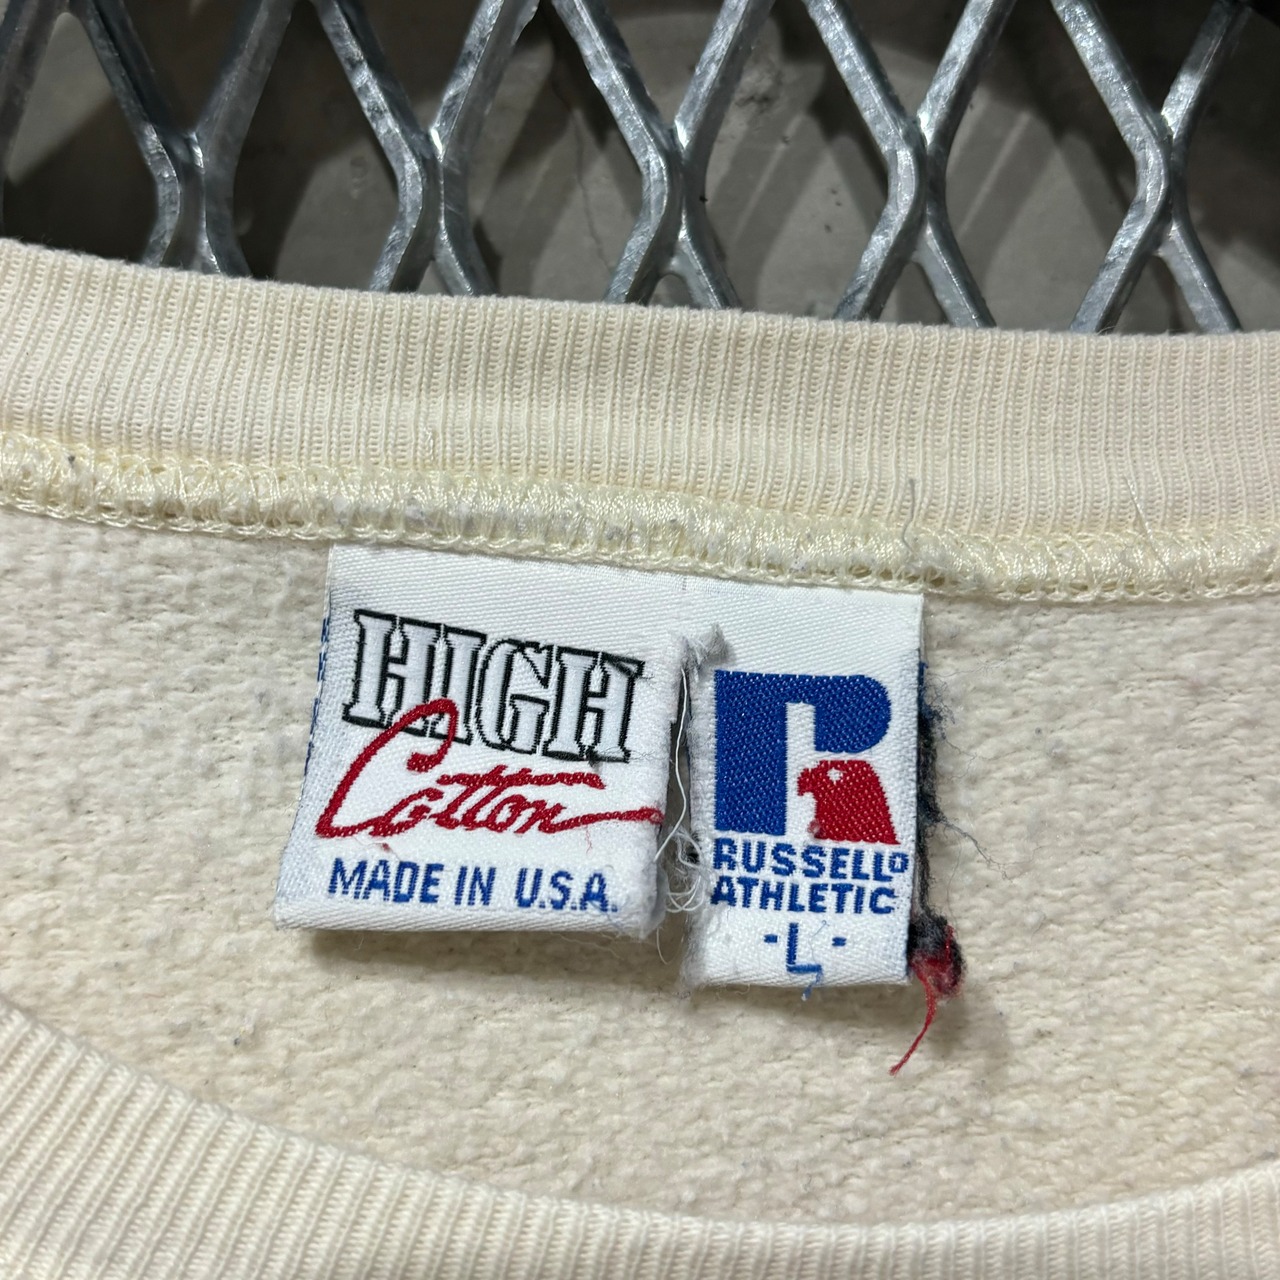 HIGH
Cotton
MADE IN U.S.A.
R
RUSSELL®
ATHLETIC
-L-